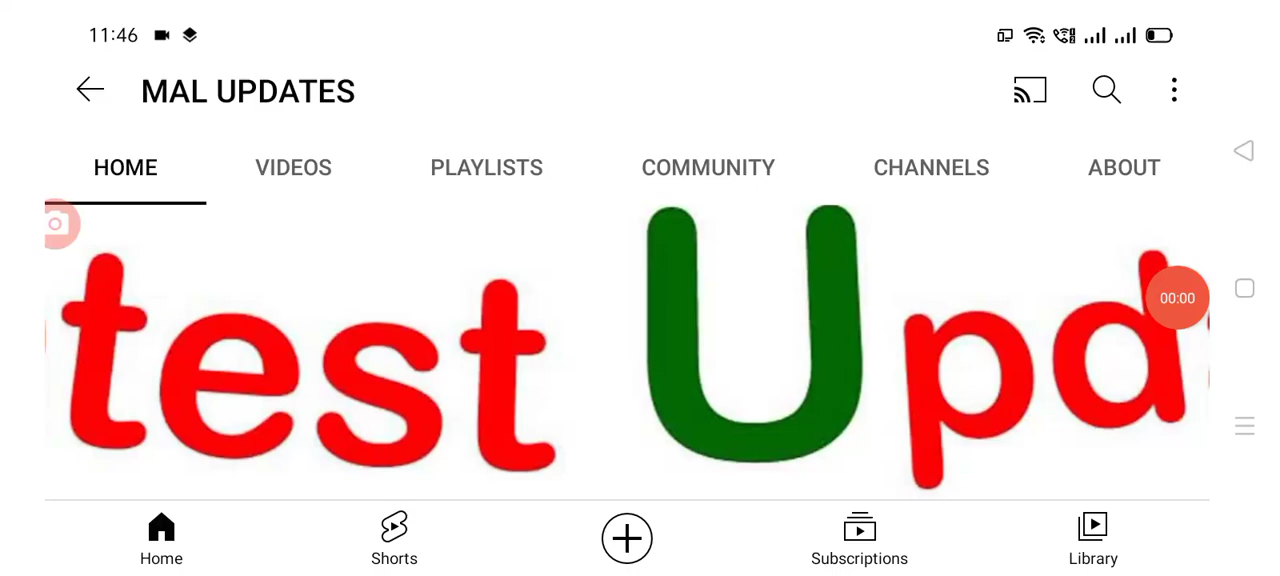 11:46
MAL UPDATES
HOME VIDEOS PLAYLISTS COMMUNITY CHANNELS ABOUT
test Upd
00:00
Home Shorts Subscriptions Library